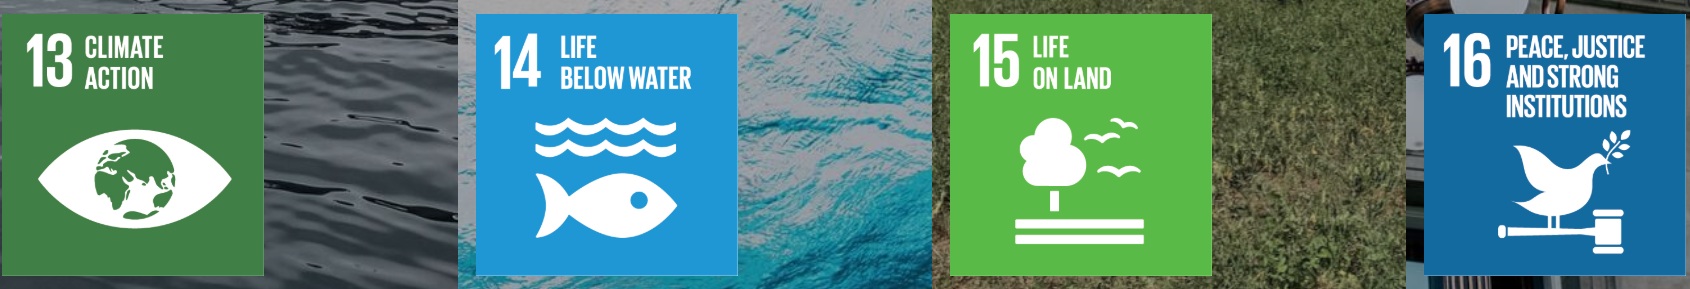 13 CLIMATE
ACTION
14 LIFE
BELOW WATER
15 LIFE
ON LAND
16 PEACE, JUSTICE
AND STRONG
INSTITUTIONS